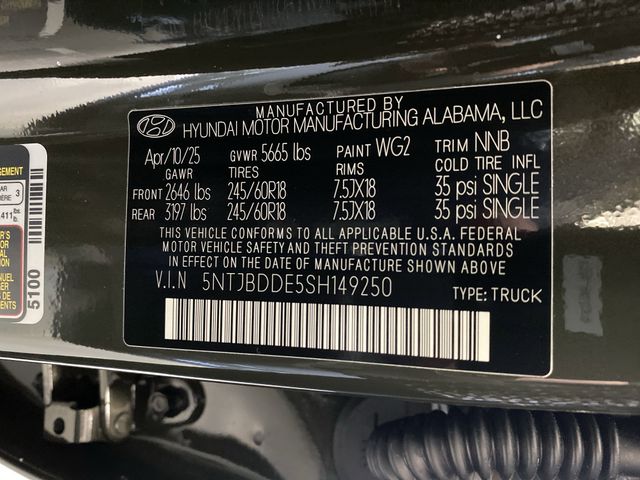 MANUFACTURED BY
HYUNDAI MOTOR MANUFACTURING ALABAMA, LLC
Apr/10/25 GVWR 5665 lbs PAINT WG2 TRIM NNB
GAWR TIRES RIMS COLD TIRE INFL
FRONT 2646 lbs 245/60R18 7.5JX18 35 psi SINGLE
REAR 3197 lbs 245/60R18 7.5JX18 35 psi SINGLE
THIS VEHICLE CONFORMS TO ALL APPLICABLE U.S.A. FEDERAL
MOTOR VEHICLE SAFETY AND THEFT PREVENTION STANDARDS
IN EFFECT ON THE DATE OF MANUFACTURE SHOWN ABOVE
V.I.N 5NTJBDDE5SH149250 TYPE: TRUCK
3
5100